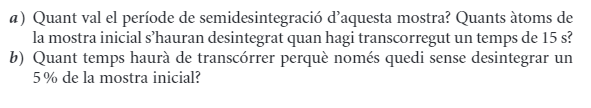 a) Quant val el període de semidesintegració d’aquesta mostra? Quants àtoms de
la mostra inicial s’hauran desintegrat quan hagi transcorregut un temps de 15 s?
b) Quant temps haurà de transcórrer perquè només quedi sense desintegrar un
5 % de la mostra inicial?